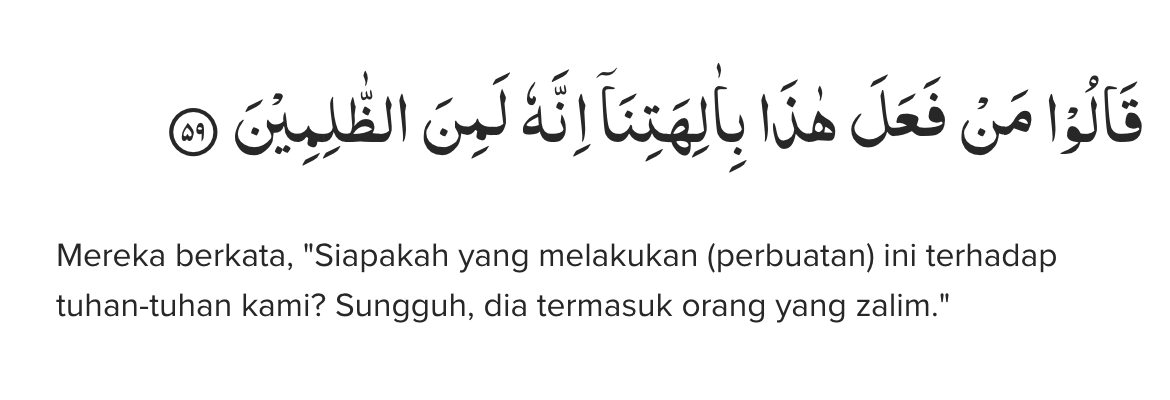 قَالُوْا مَنْ فَعَلَ هٰذَا بِاٰلِهَتِنَآ اِنَّهٗ لَمِنَ الظّٰلِمِيْنَ ۝٥٩
Mereka berkata, "Siapakah yang melakukan (perbuatan) ini terhadap
tuhan-tuhan kami? Sungguh, dia termasuk orang yang zalim."